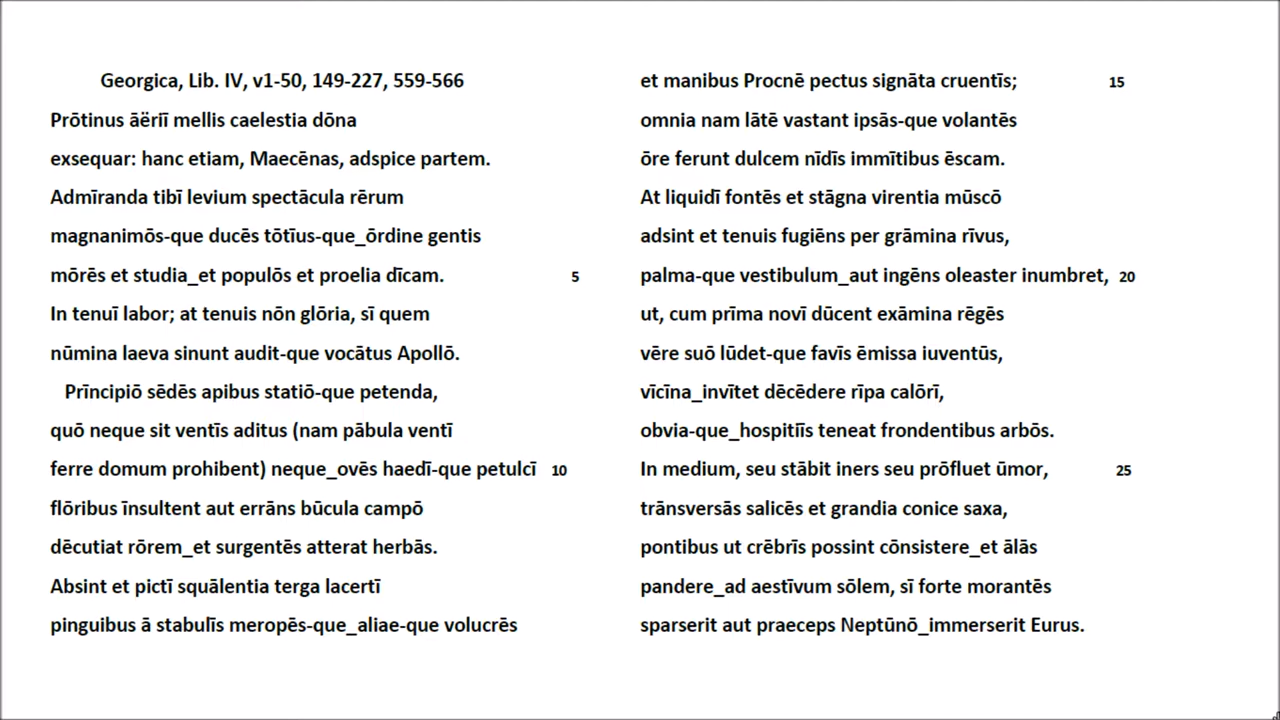 Georgica, Lib. IV, v1-50, 149-227, 559-566
Prōtinus āëriī mellis caelestia dōna
exsequar: hanc etiam, Maecēnas, adspice partem.
Admīranda tibī levium spectācula rērum
magnanimōs-que ducēs tōtīus-que_ōrdine gentis
mōrēs et studia_et populōs et proelia dīcam. 5
In tenuī labor; at tenuis nōn glōria, sī quem
nūmina laeva sinunt audit-que vocātus Apollō.
Prīncipiō sēdēs apibus statiō-que petenda,
quō neque sit ventīs aditus (nam pābula ventī
ferre domum prohibent) neque_ovēs haedī-que petulcī 10
flōribus īnsultent aut errāns būcula campō
dēcutiat rōrem_et surgentēs atterat herbās.
Absint et pictī squālentia terga lacertī
pinguibus ā stabulīs meropēs-que_aliae-que volucrēs
et manibus Procnē pectus signāta cruentīs; 15
omnia nam lātē vastant ipsās-que volantēs
ōre ferunt dulcem nīdīs immītibus ēscam.
At liquidī fontēs et stāgna virentia mūscō
adsint et tenuis fugiēns per grāmina rīvus,
palma-que vestibulum_aut ingēns oleaster inumbret, 20
ut, cum prīma novī dūcent exāmina rēgēs
vēre suō lūdet-que favīs ēmissa iuventūs,
vīcīna_invītet dēcēdere rīpa calōrī,
obvia-que_hospitiīs teneat frondentibus arbōs.
In medium, seu stābit iners seu prōfluet ūmor, 25
trānsversās salicēs et grandia conice saxa,
pontibus ut crēbrīs possint cōnsistere_et ālās
pandere_ad aestīvum sōlem, sī forte morantēs
sparserit aut praeceps Neptūnō_immerserit Eurus.